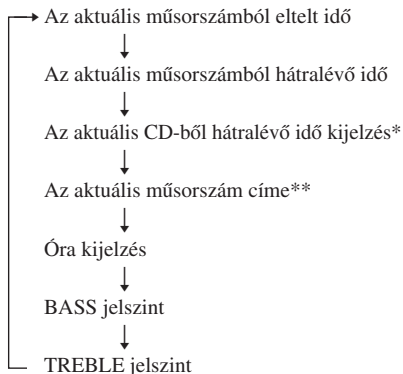 Az aktuális műsorszámból eltelt idő
Az aktuális műsorszámból hátralévő idő
Az aktuális CD-ből hátralévő idő kijelzés*
Az aktuális műsorszám címe**
Óra kijelzés
BASS jelszint
TREBLE jelszint